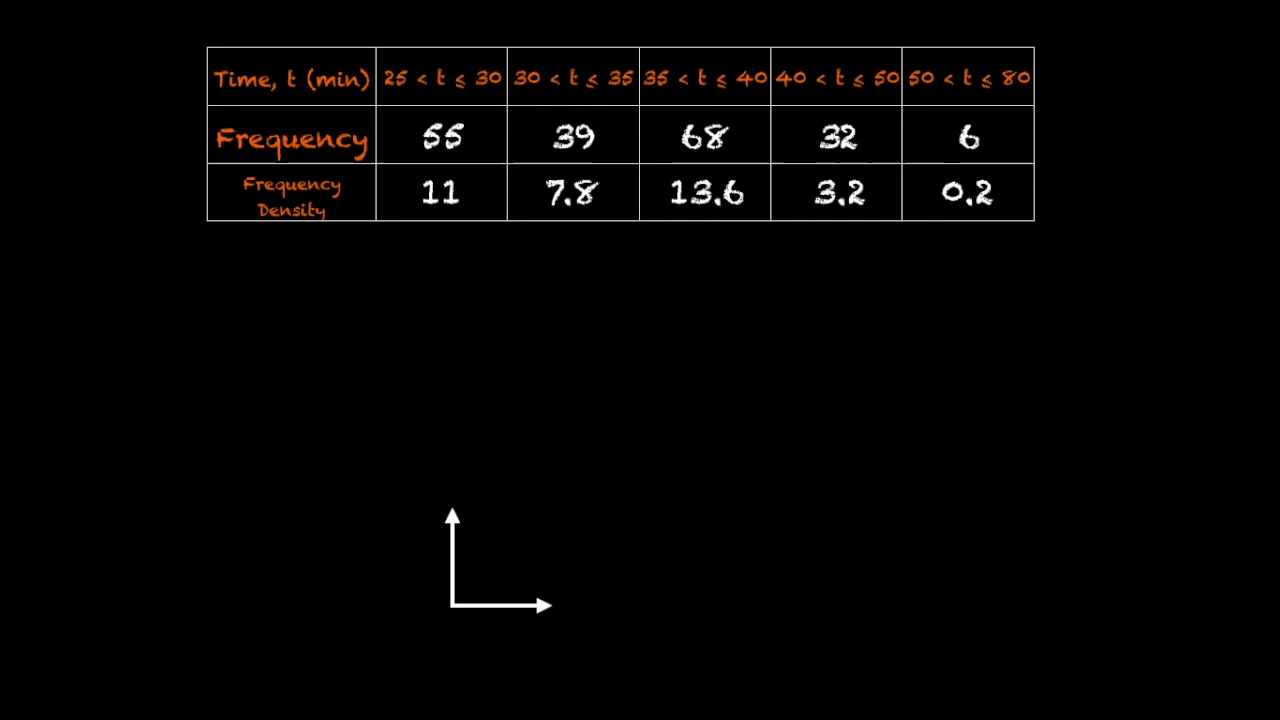 Time, t (min) 25 < t ≤ 30 30 < t ≤ 35 35 < t ≤ 40 40 < t ≤ 50 50 < t ≤ 80
Frequency 55 39 68 32 6
Frequency Density 11 7.8 13.6 3.2 0.2